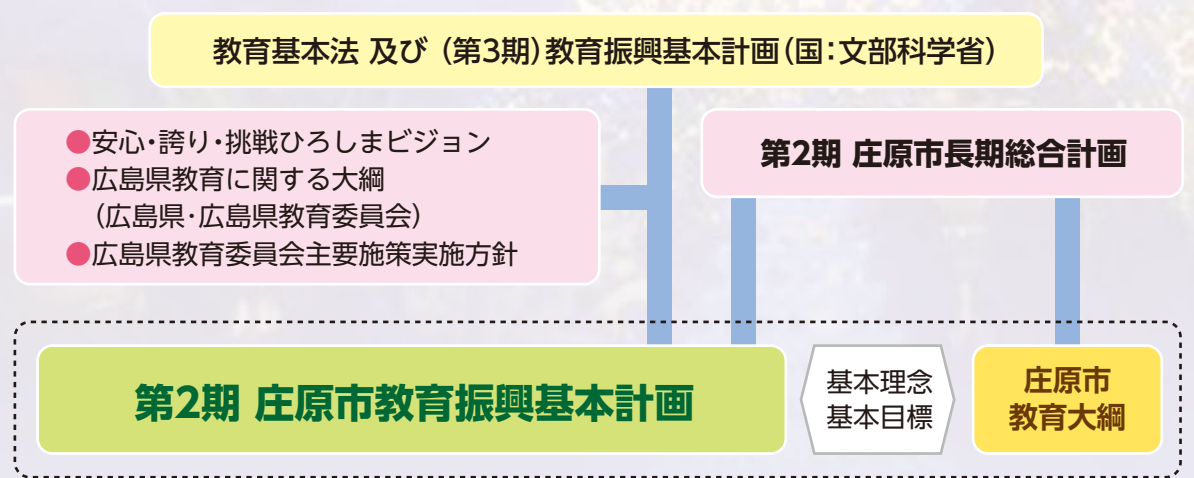 教育基本法 及び （第3期）教育振興基本計画（国：文部科学省）
●安心・誇り・挑戦ひろしまビジョン
●広島県教育に関する大綱
（広島県・広島県教育委員会）
●広島県教育委員会主要施策実施方針
第2期 庄原市長期総合計画
第2期 庄原市教育振興基本計画
基本理念
基本目標
庄原市
教育大綱